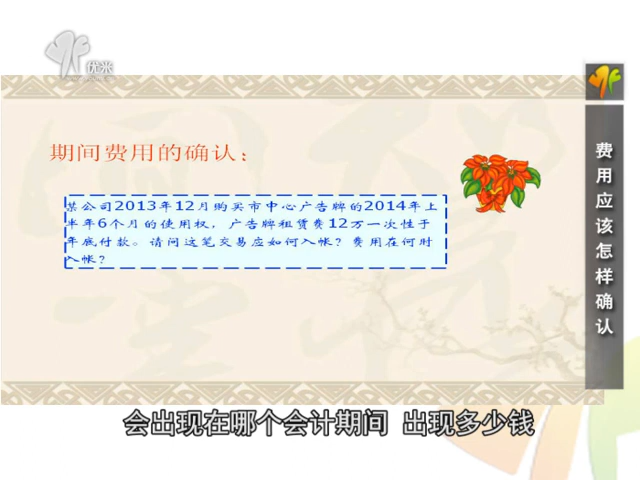 优米
期间费用的确认：
某公司2013年12月购买市中心广告牌的2014年上
半年6个月的使用权，广告牌租赁费12万一次性于
年底付款。请问这笔交易应如何入帐？费用在何时
入帐？
费用应该怎样确认
会出现在哪个会计期间 出现多少钱